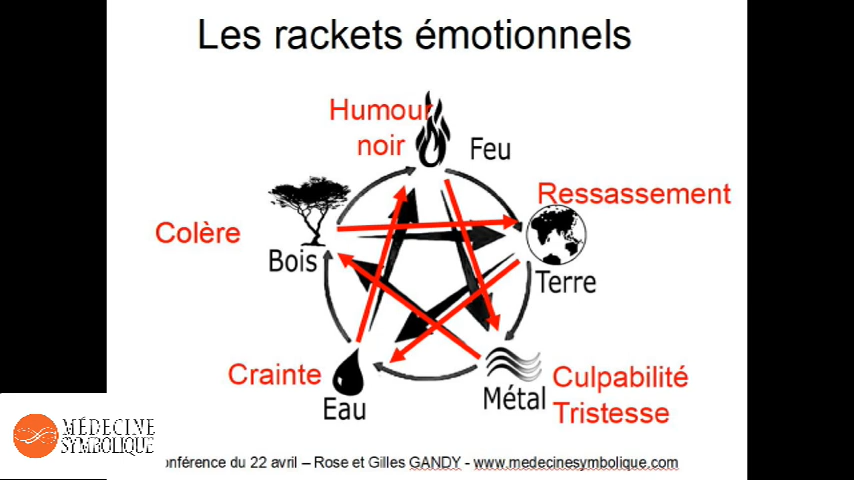 Les rackets émotionnels
Humour
noir
Feu
Ressassement
Colère
Bois
Terre
Crainte
Eau
Métal
Culpabilité
Tristesse
MÉDECINE
SYMBOLIQUE
onférence du 22 avril – Rose et Gilles GANDY - www.medecinesymbolique.com